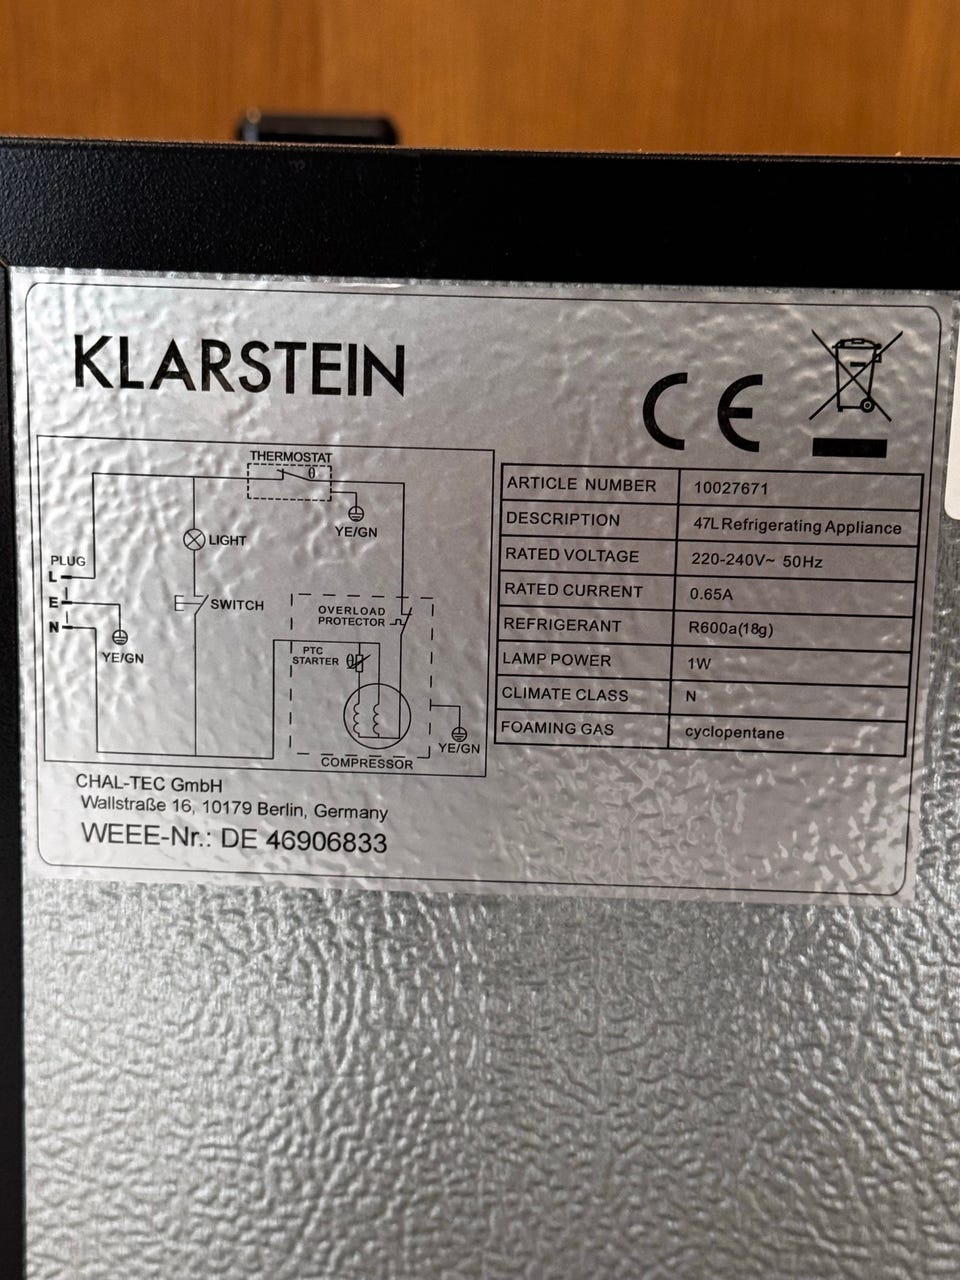 KLARSTEIN
CE
THERMOSTAT
θ
YE/GN
LIGHT
PLUG
L
E
N
YE/GN
SWITCH
OVERLOAD
PROTECTOR
PTC
STARTER θ
YE/GN
COMPRESSOR
ARTICLE NUMBER 10027671
DESCRIPTION 47L Refrigerating Appliance
RATED VOLTAGE 220-240V~ 50Hz
RATED CURRENT 0.65A
REFRIGERANT R600a(18g)
LAMP POWER 1W
CLIMATE CLASS N
FOAMING GAS cyclopentane
CHAL-TEC GmbH
Wallstraße 16, 10179 Berlin, Germany
WEEE-Nr.: DE 46906833